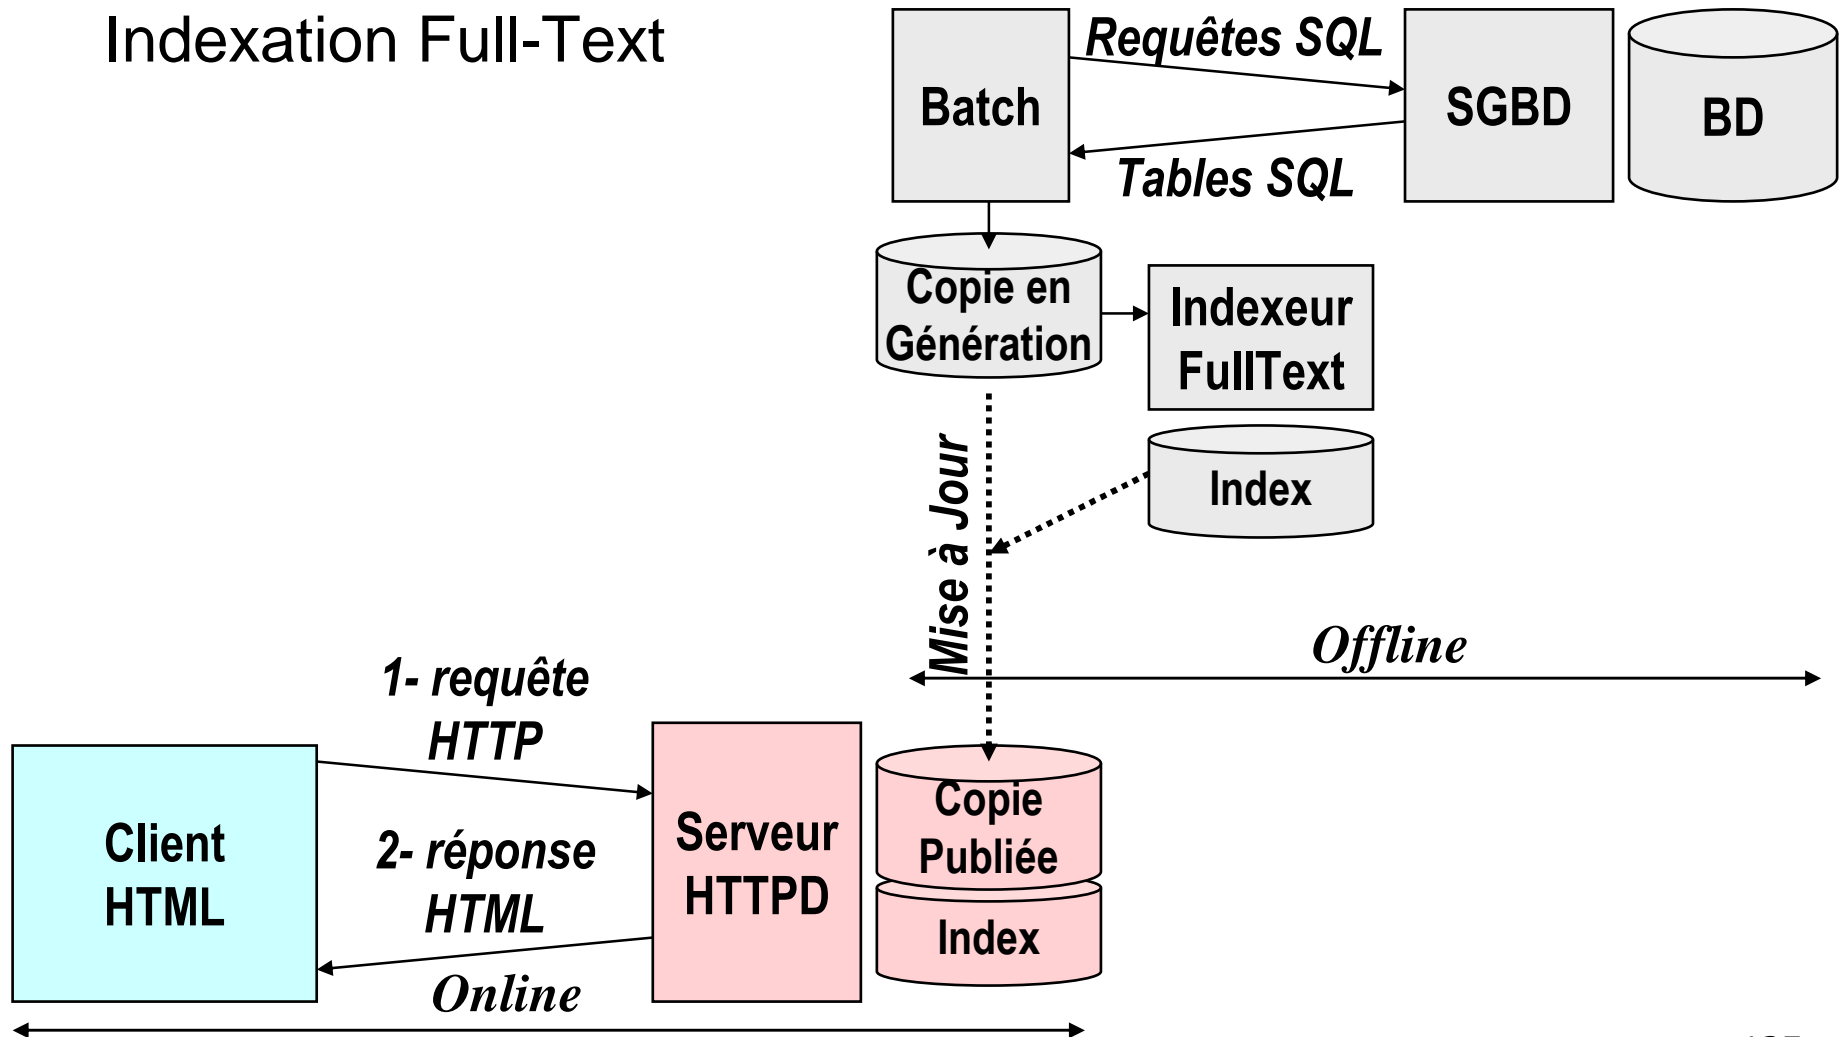 Indexation Full-Text
Requêtes SQL
Batch
SGBD
BD
Tables SQL
Copie en
Génération
Indexeur
FullText
Index
Mise à Jour
Offline
1- requête
HTTP
Client
HTML
2- réponse
HTML
Serveur
HTTPD
Copie
Publiée
Index
Online